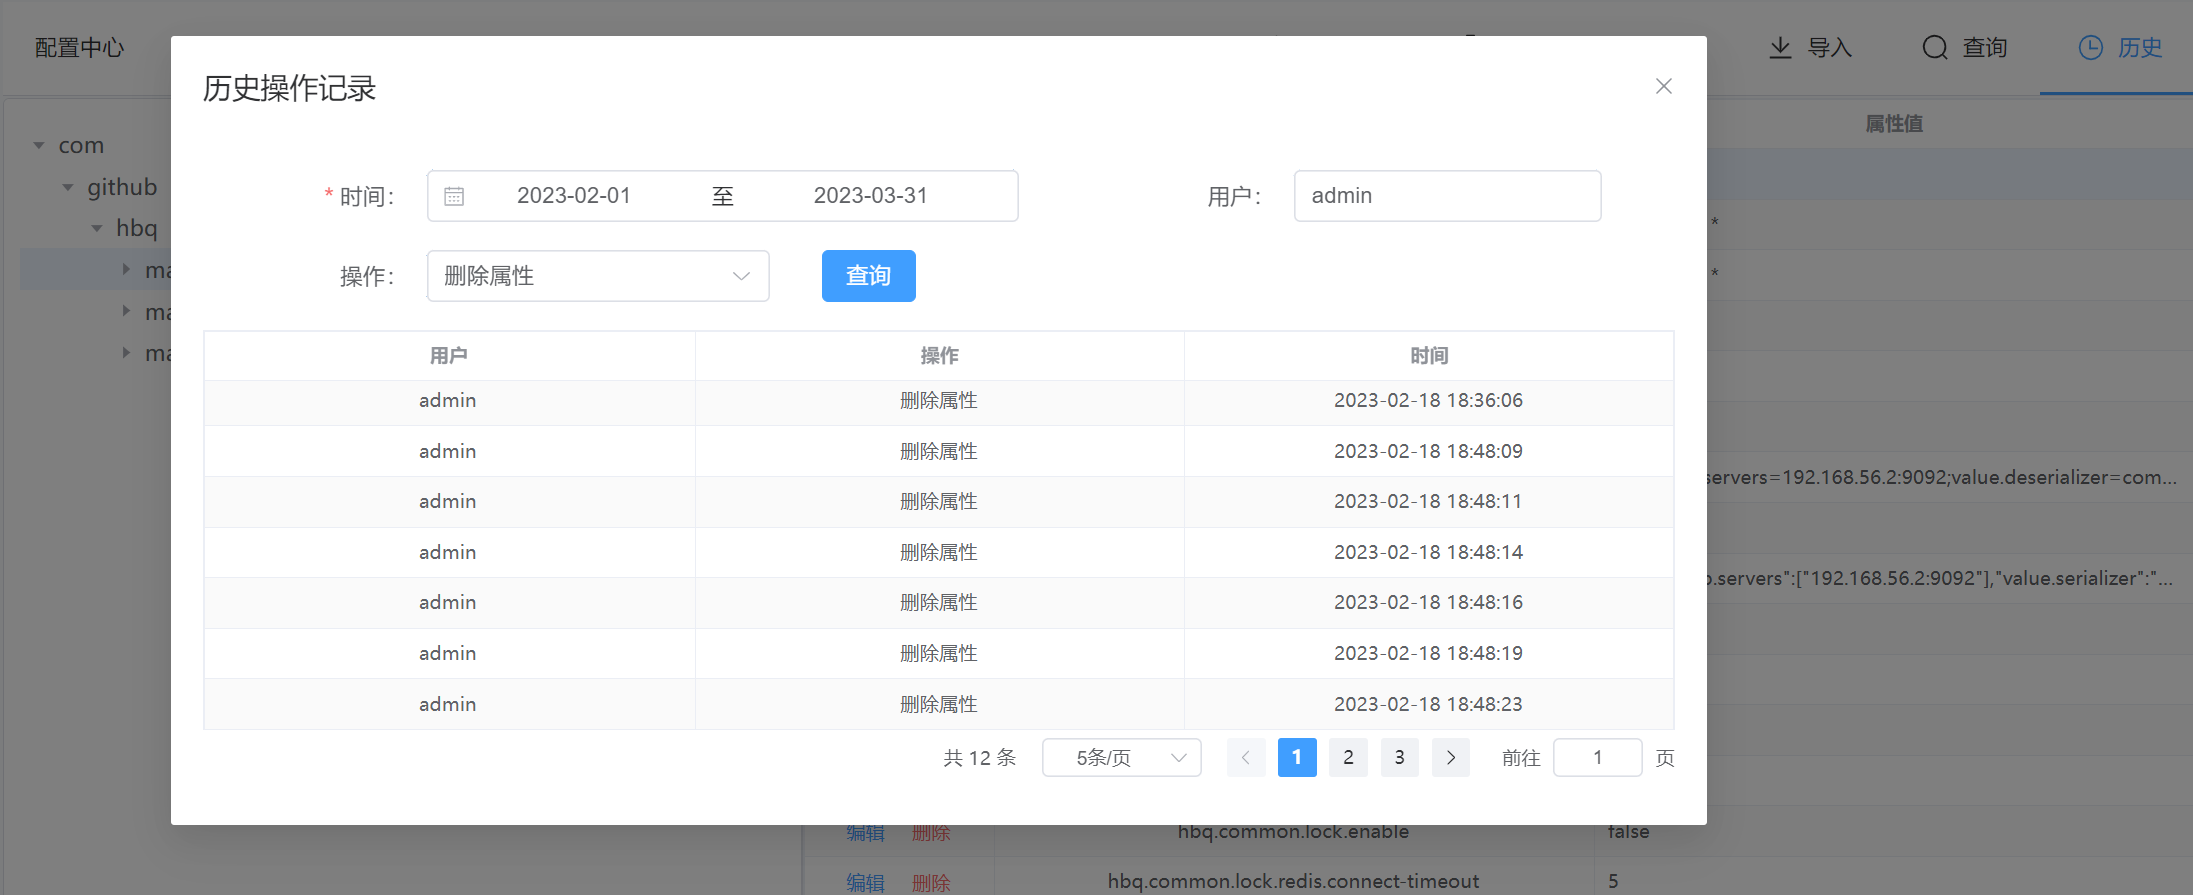 配置中心
导入 查询 历史
com
github
hbq
ma
ma
ma
属性值
*
*
servers=192.168.56.2:9092;value.deserializer=com...
.servers":["192.168.56.2:9092"],"value.serializer":"...
历史操作记录
* 时间： 2023-02-01 至 2023-03-31 用户： admin
操作： 删除属性 查询
用户 操作 时间
admin 删除属性 2023-02-18 18:36:06
admin 删除属性 2023-02-18 18:48:09
admin 删除属性 2023-02-18 18:48:11
admin 删除属性 2023-02-18 18:48:14
admin 删除属性 2023-02-18 18:48:16
admin 删除属性 2023-02-18 18:48:19
admin 删除属性 2023-02-18 18:48:23
共 12 条 5条/页 1 2 3 前往 1 页
编辑 删除 hbq.common.lock.enable false
编辑 删除 hbq.common.lock.redis.connect-timeout 5